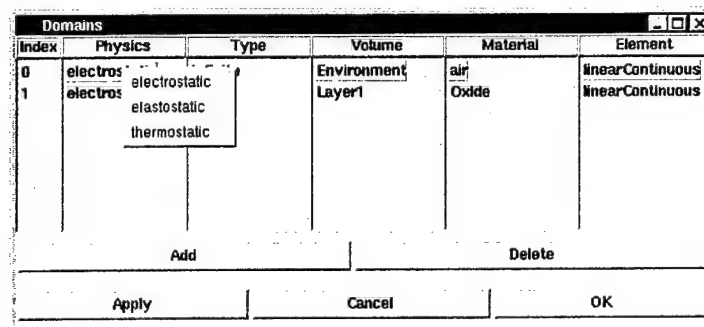 Domains
Index Physics Type Volume Material Element
0 electros Environment air linearContinuous
1 electros Layer1 Oxide linearContinuous
electrostatic
elastostatic
thermostatic
Add Delete
Apply Cancel OK